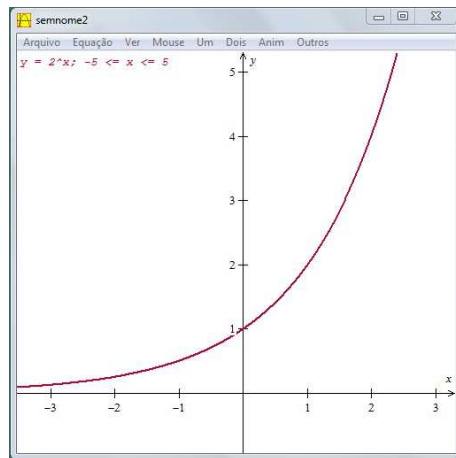 semnome2
Arquivo Equação Ver Mouse Um Dois Anim Outros
y = 2^x; -5 <= x <= 5
y
5
4
3
2
1
x
-3 -2 -1 1 2 3